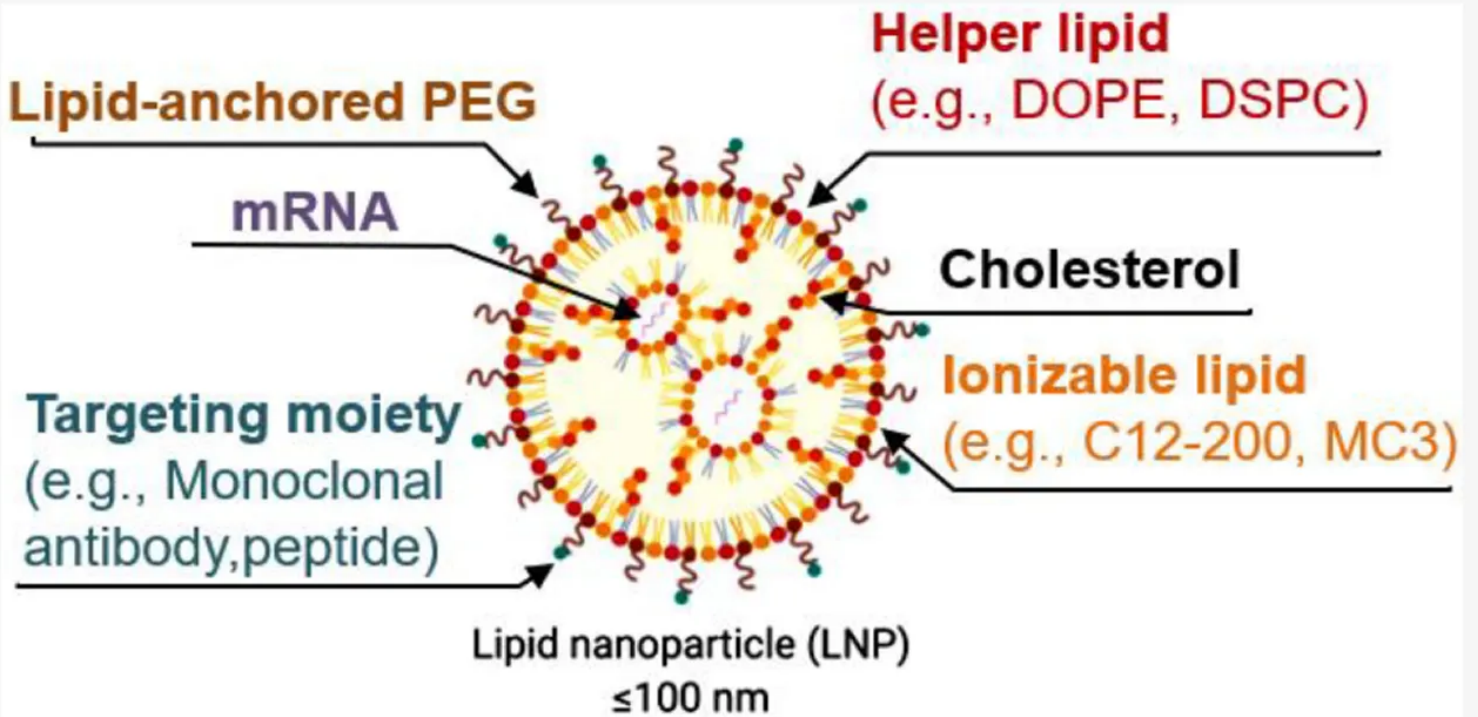 Helper lipid
(e.g., DOPE, DSPC)
Lipid-anchored PEG
mRNA
Cholesterol
Ionizable lipid
(e.g., C12-200, MC3)
Targeting moiety
(e.g., Monoclonal
antibody,peptide)
Lipid nanoparticle (LNP)
≤100 nm